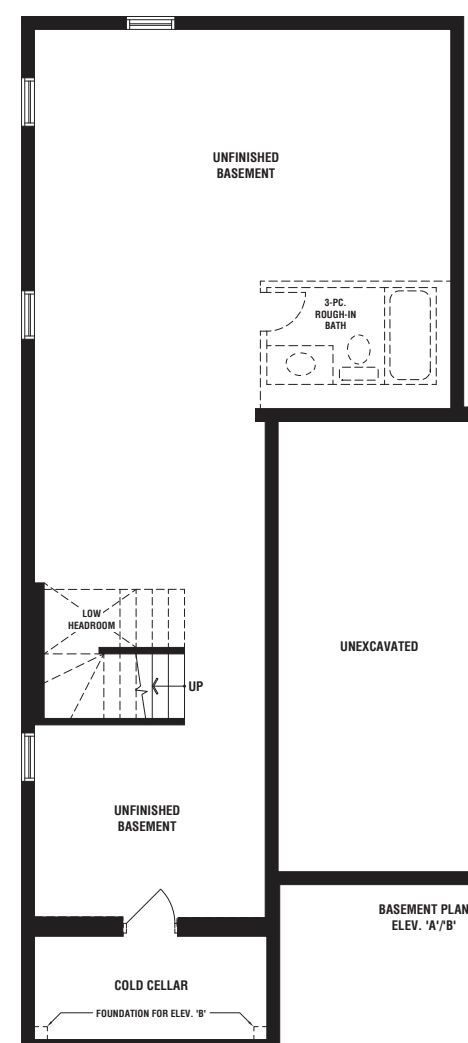 UNFINISHED
BASEMENT
3-PC.
ROUGH-IN
BATH
LOW
HEADROOM
UNEXCAVATED
UP
UNFINISHED
BASEMENT
BASEMENT PLAN
ELEV. 'A'/'B'
COLD CELLAR
FOUNDATION FOR ELEV. 'B'